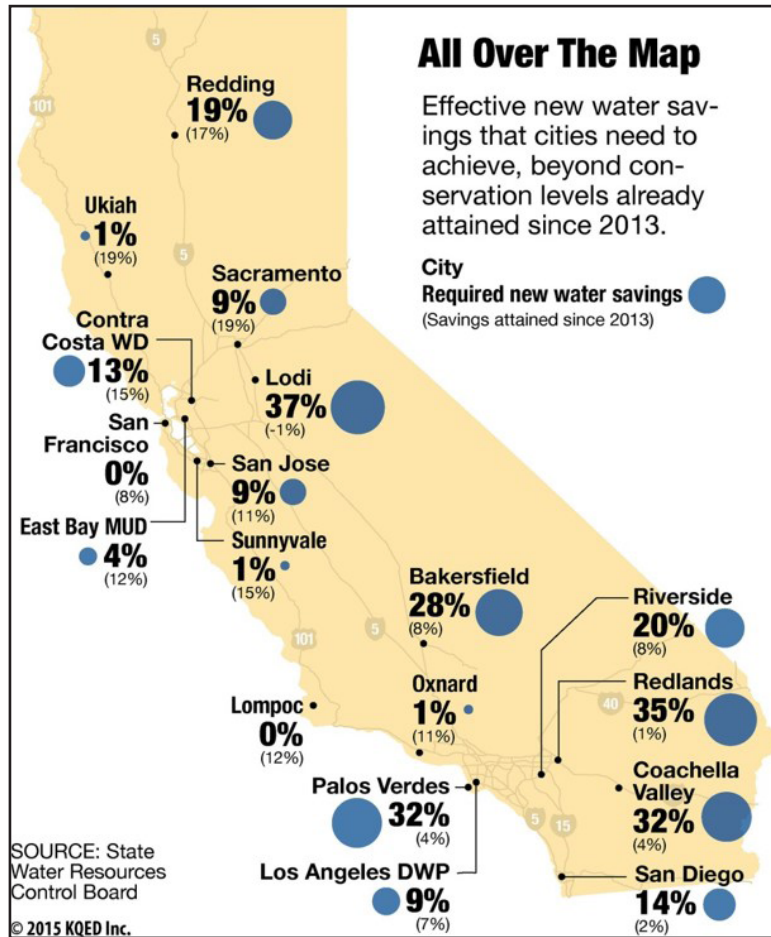 All Over The Map
Effective new water sav-
ings that cities need to
achieve, beyond con-
servation levels already
attained since 2013.
City
Required new water savings
(Savings attained since 2013)
5
101
Redding
19%
(17%)
Ukiah
1%
(19%)
5
Sacramento
9%
(19%)
Contra
Costa WD
13%
(15%)
Lodi
37%
(-1%)
San
Francisco
0%
(8%)
San Jose
9%
(11%)
East Bay MUD
4%
(12%)
Sunnyvale
1%
(15%)
Bakersfield
28%
(8%)
101
5
Riverside
20%
(8%)
Lompoc
0%
(12%)
Oxnard
1%
(11%)
40
Redlands
35%
(1%)
Palos Verdes
32%
(4%)
Coachella
Valley
32%
(4%)
5
15
Los Angeles DWP
9%
(7%)
San Diego
14%
(2%)
SOURCE: State
Water Resources
Control Board
© 2015 KQED Inc.